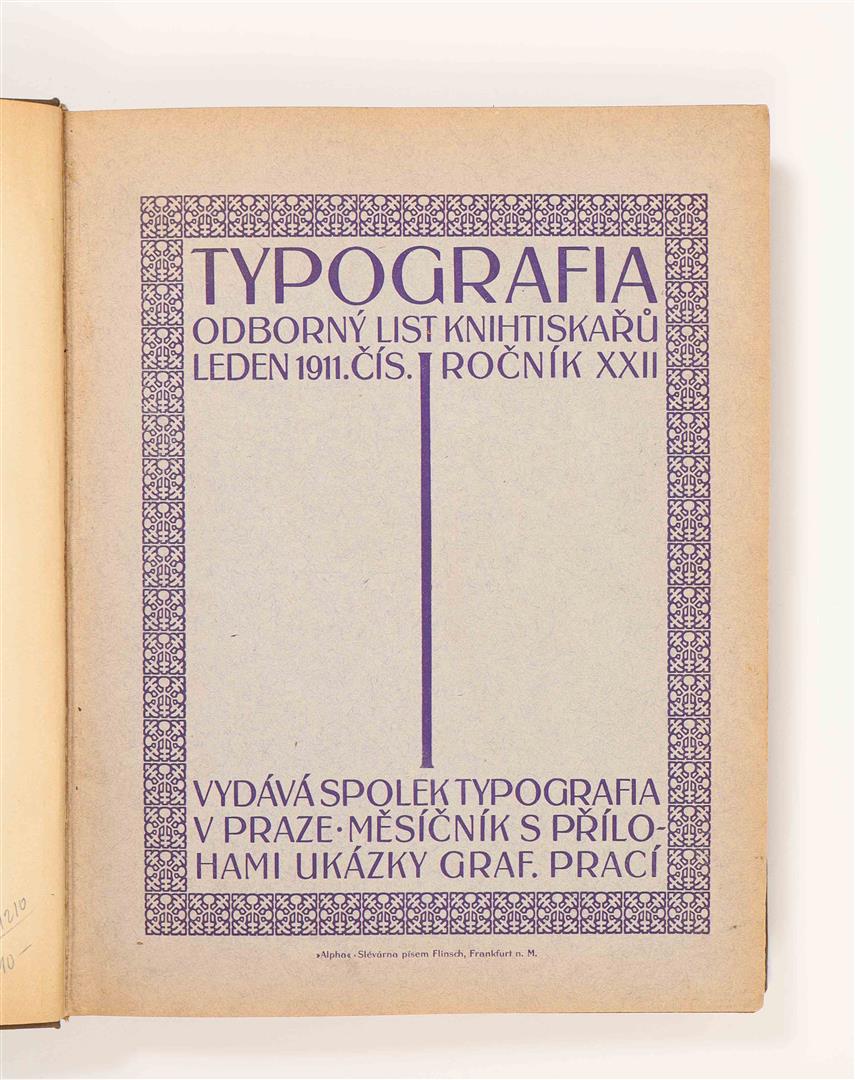 TYPOGRAFIA
ODBORNÝ LIST KNIHTISKAŘŮ
LEDEN 1911. ČÍS. I ROČNÍK XXII
VYDÁVÁ SPOLEK TYPOGRAFIA
V PRAZE · MĚSÍČNÍK S PŘÍLO-
HAMI UKÁZKY GRAF. PRACÍ
»Alpha« · Slévárna písem Flinsch, Frankfurt n. M.
1210